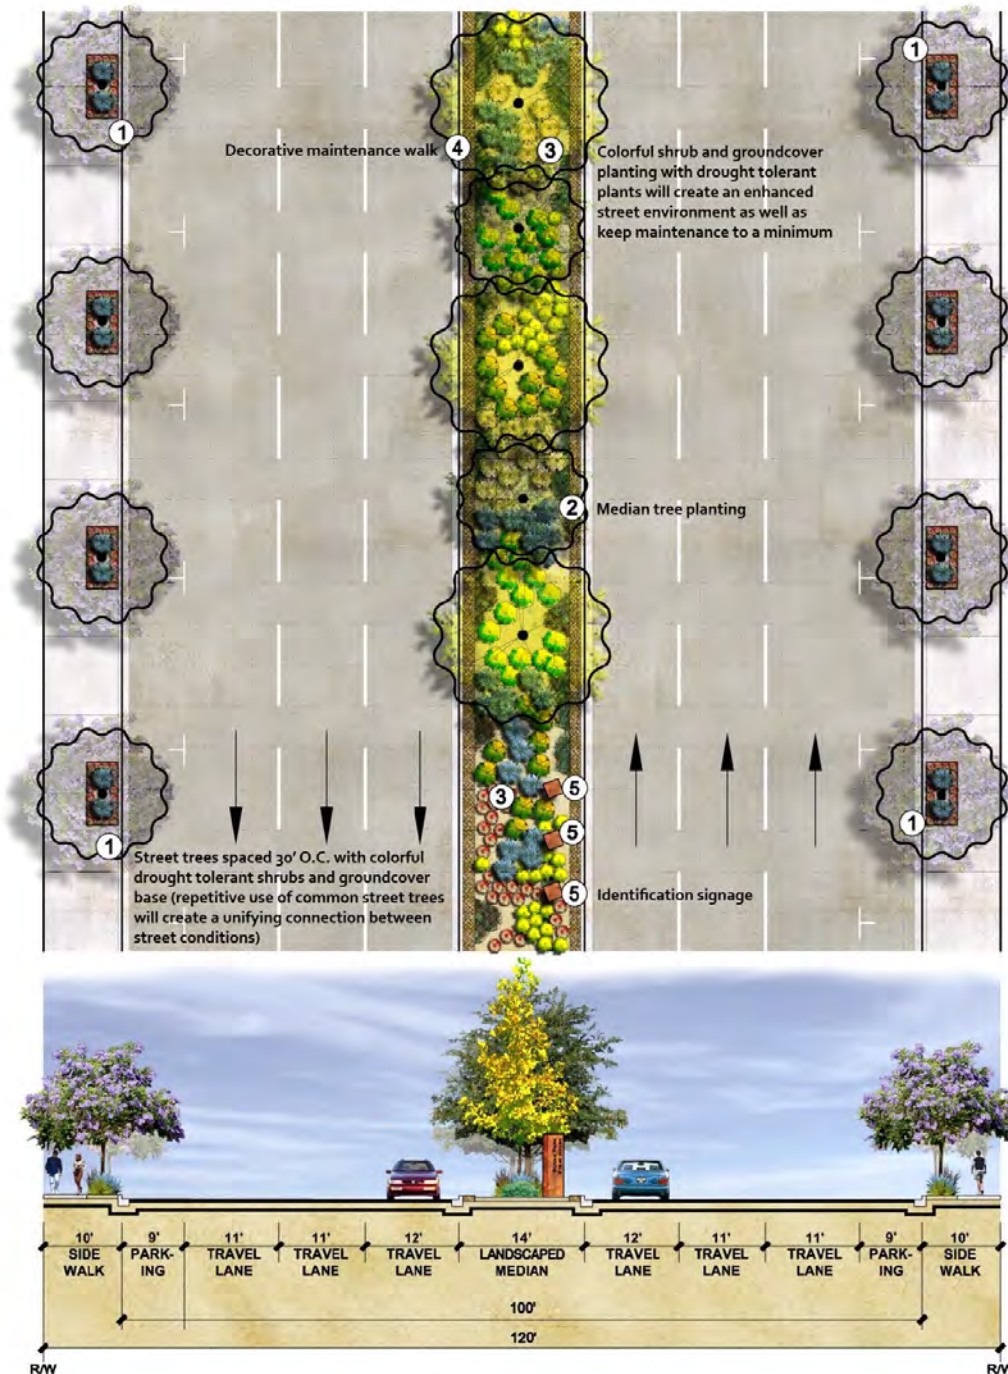 1
1
Decorative maintenance walk
4
3
Colorful shrub and groundcover
planting with drought tolerant
plants will create an enhanced
street environment as well as
keep maintenance to a minimum
2
Median tree planting
3
5
5
5
1
1
Street trees spaced 30' O.C. with colorful
drought tolerant shrubs and groundcover
base (repetitive use of common street trees
will create a unifying connection between
street conditions)
Identification signage
10' 9' 11' 11' 12' 14' 12' 11' 11' 9' 10'
SIDE PARK- TRAVEL TRAVEL TRAVEL LANDSCAPED TRAVEL TRAVEL TRAVEL PARK- SIDE
WALK ING LANE LANE LANE MEDIAN LANE LANE LANE ING WALK
100'
120'
R/W R/W